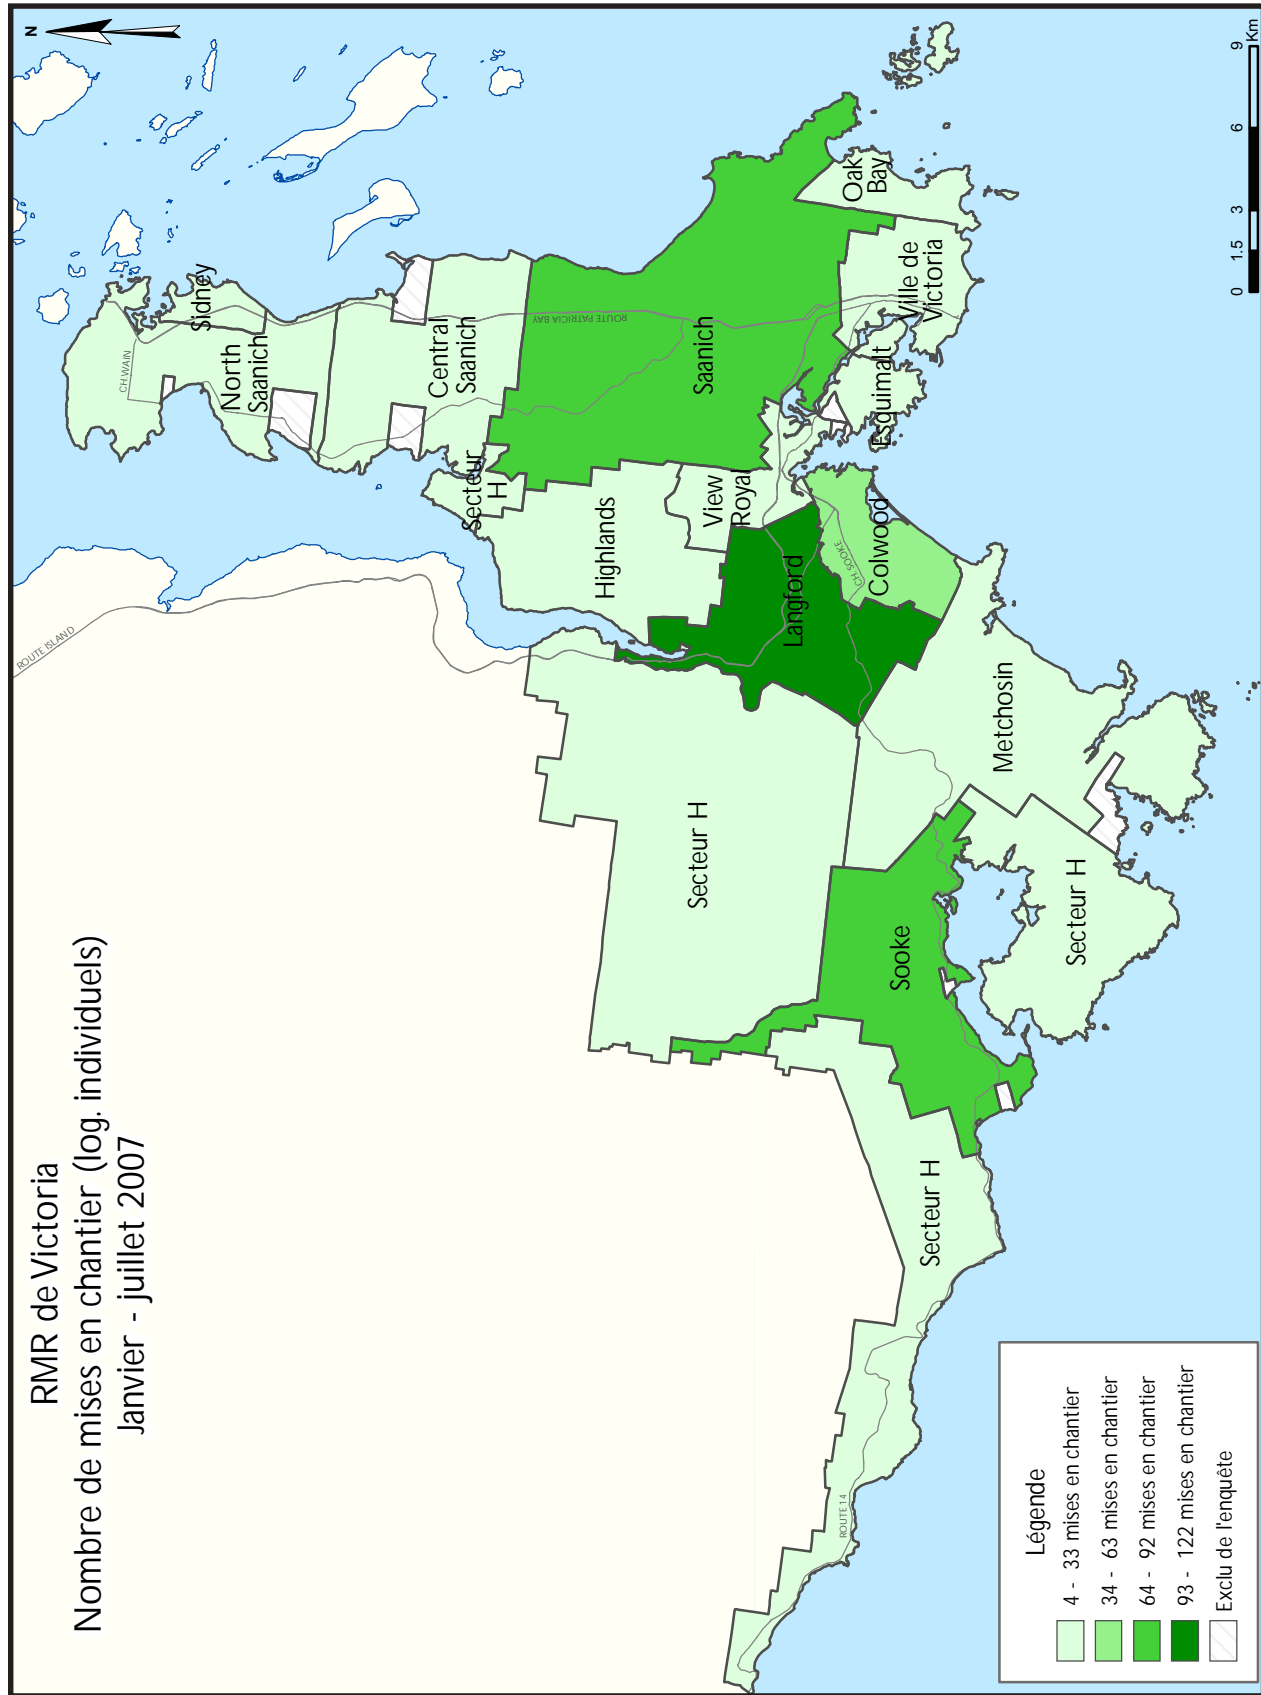 RMR de Victoria
Nombre de mises en chantier (log. individuels)
Janvier - juillet 2007
N
ROUTE ISLAND
CH.WAIN
Sidney
North
Saanich
Central
Saanich
ROUTE PATRICIA BAY
Saanich
Secteur
H
Highlands
View
Royal
Oak
Bay
Ville de
Victoria
Esquimalt
Colwood
CH.SOOKE
Langford
Metchosin
Secteur H
Sooke
Secteur H
Secteur H
ROUTE 14
Légende
4 - 33 mises en chantier
34 - 63 mises en chantier
64 - 92 mises en chantier
93 - 122 mises en chantier
Exclu de l'enquête
0 1.5 3 6 9
Km